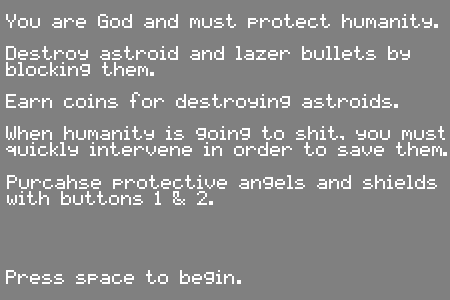 You are God and must protect humanity.
Destroy astroid and lazer bullets by
blocking them.
Earn coins for destroying astroids.
When humanity is going to shit, you must
quickly intervene in order to save them.
Purcahse protective angels and shields
with buttons 1 & 2.
Press space to begin.